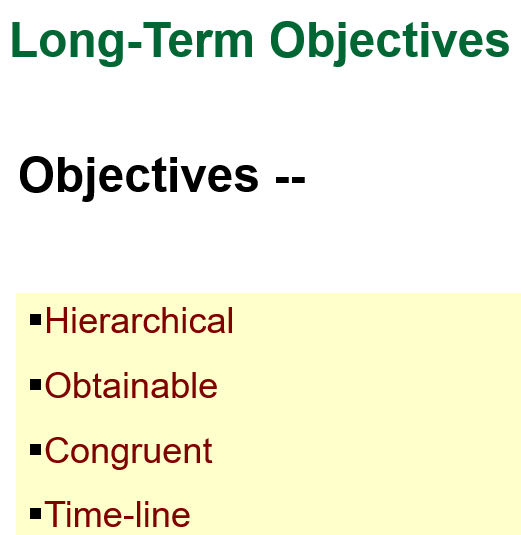 Long-Term Objectives
Objectives --
▪Hierarchical
▪Obtainable
▪Congruent
▪Time-line